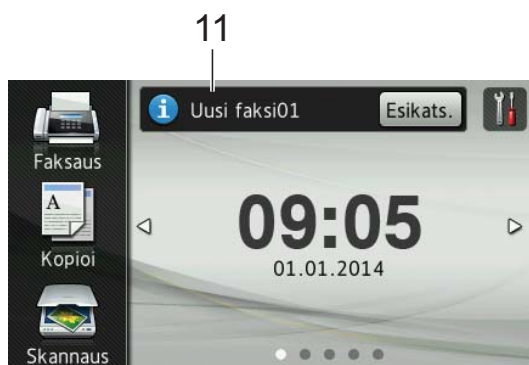 11
Uusi faksi01 Esikats.
Faksaus
A
Kopioi
09:05
01.01.2014
Skannaus